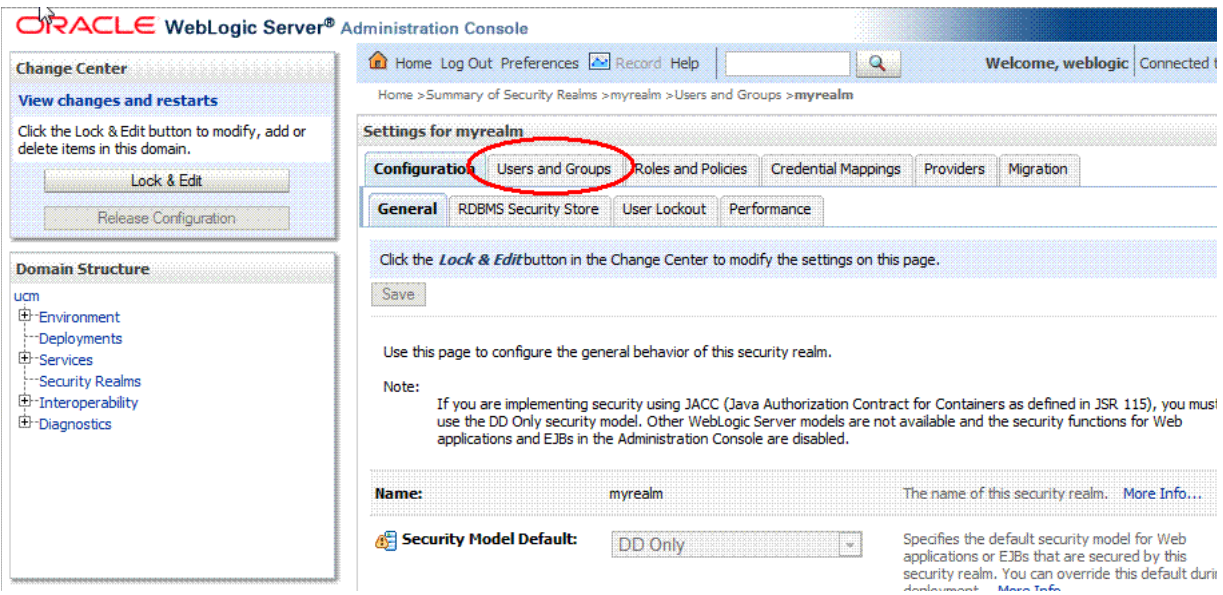 ORACLE WebLogic Server® Administration Console
Change Center
View changes and restarts
Click the Lock & Edit button to modify, add or
delete items in this domain.
Lock & Edit
Release Configuration
Domain Structure
ucm
Environment
Deployments
Services
Security Realms
Interoperability
Diagnostics
Home Log Out Preferences Record Help
Welcome, weblogic Connected t
Home >Summary of Security Realms >myrealm >Users and Groups >myrealm
Settings for myrealm
Configuration Users and Groups Roles and Policies Credential Mappings Providers Migration
General RDBMS Security Store User Lockout Performance
Click the Lock & Edit button in the Change Center to modify the settings on this page.
Save
Use this page to configure the general behavior of this security realm.
Note:
If you are implementing security using JACC (Java Authorization Contract for Containers as defined in JSR 115), you must
use the DD Only security model. Other WebLogic Server models are not available and the security functions for Web
applications and EJBs in the Administration Console are disabled.
Name: myrealm The name of this security realm. More Info...
Security Model Default: DD Only Specifies the default security model for Web
applications or EJBs that are secured by this
security realm. You can override this default durin
deployment. More Info